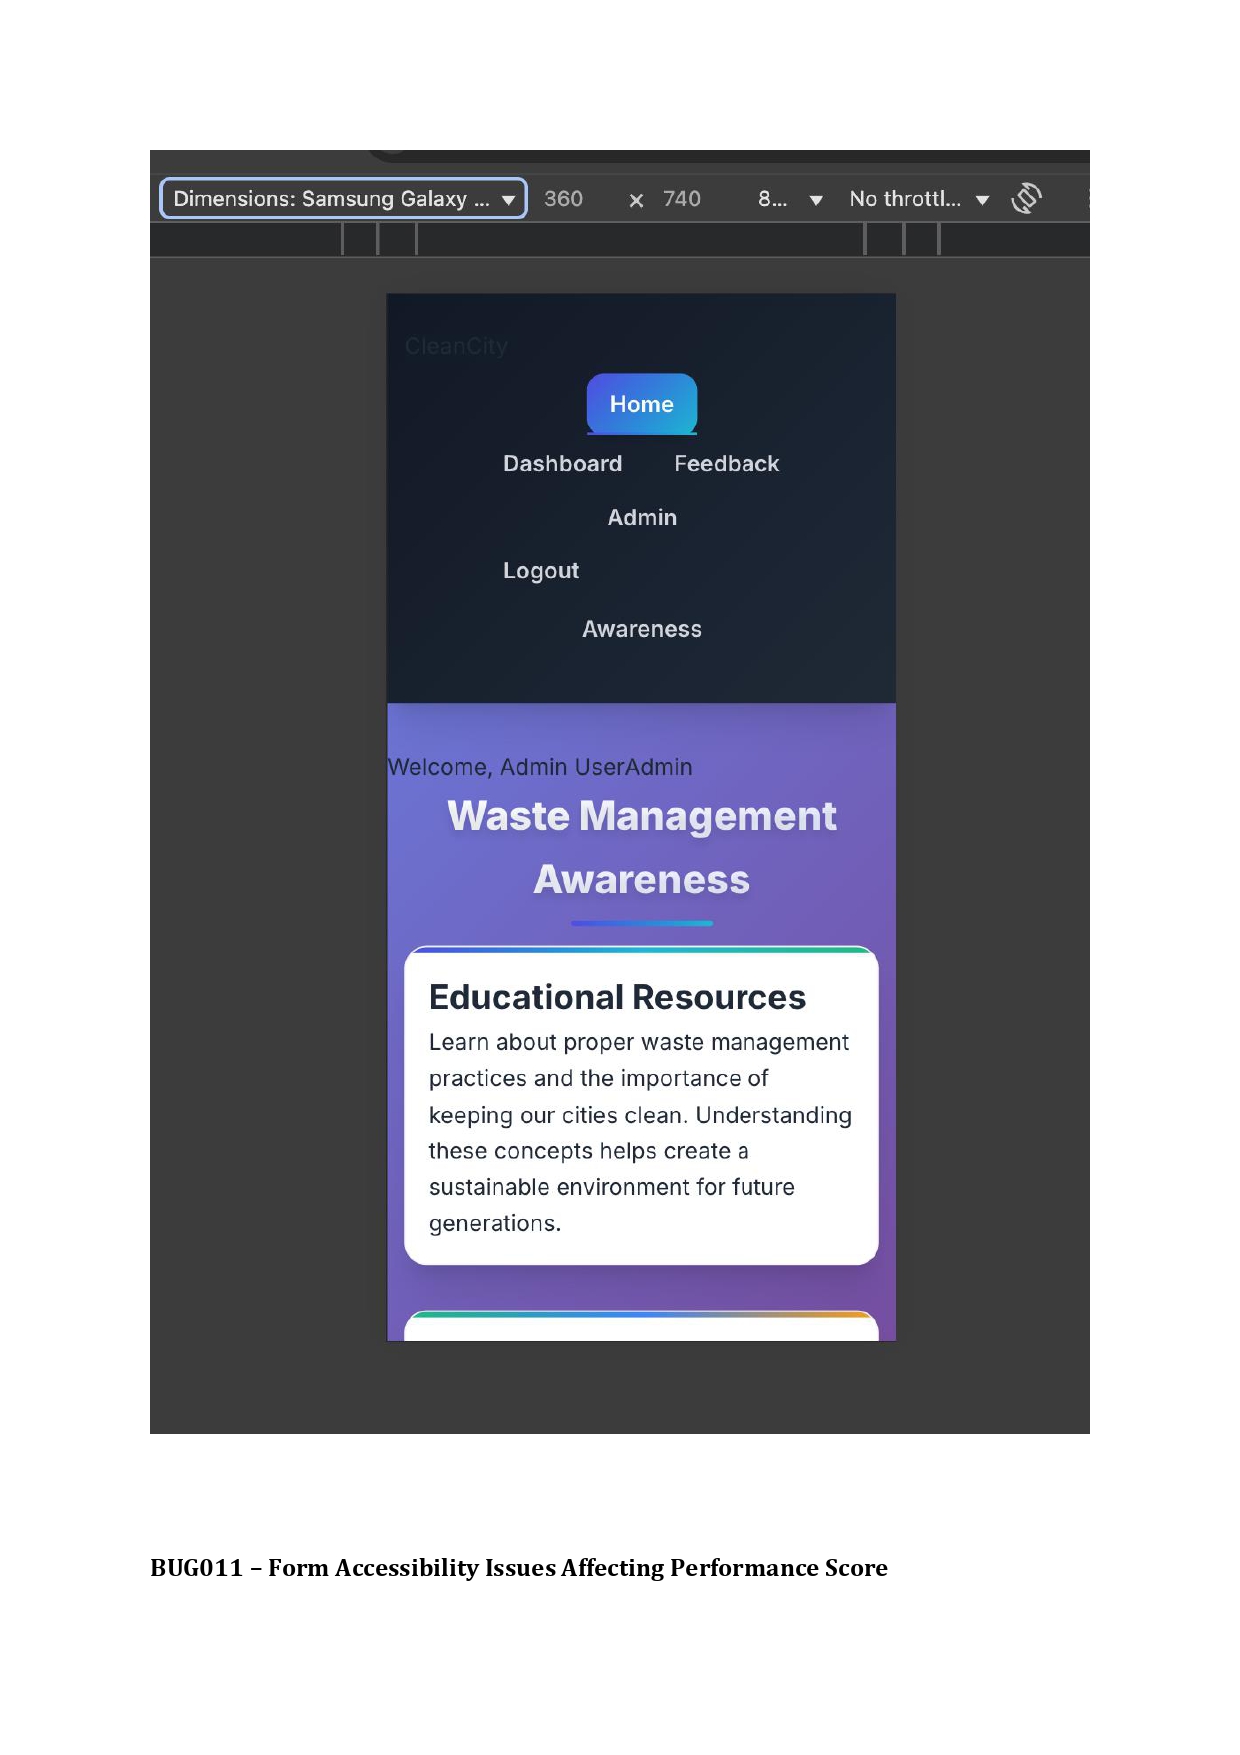 Dimensions: Samsung Galaxy ... 360 × 740 8... No throttl...
CleanCity
Home
Dashboard Feedback
Admin
Logout
Awareness
Welcome, Admin UserAdmin
Waste Management
Awareness
Educational Resources
Learn about proper waste management
practices and the importance of
keeping our cities clean. Understanding
these concepts helps create a
sustainable environment for future
generations.
BUG011 – Form Accessibility Issues Affecting Performance Score